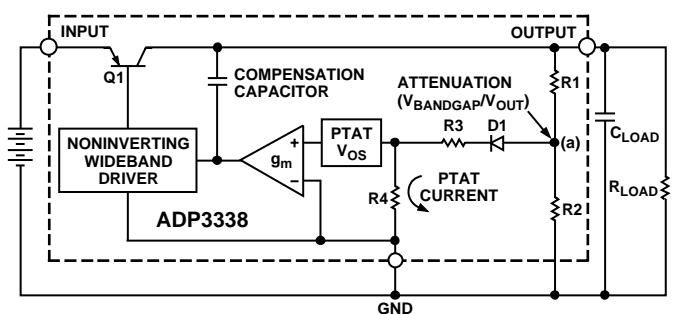 INPUT
OUTPUT
Q1
COMPENSATION
CAPACITOR
ATTENUATION
(VBANDGAP/VOUT)
R1
R3
D1
(a)
CLOAD
NONINVERTING
WIDEBAND
DRIVER
gm
+
−
PTAT
VOS
R4
PTAT
CURRENT
R2
RLOAD
ADP3338
GND